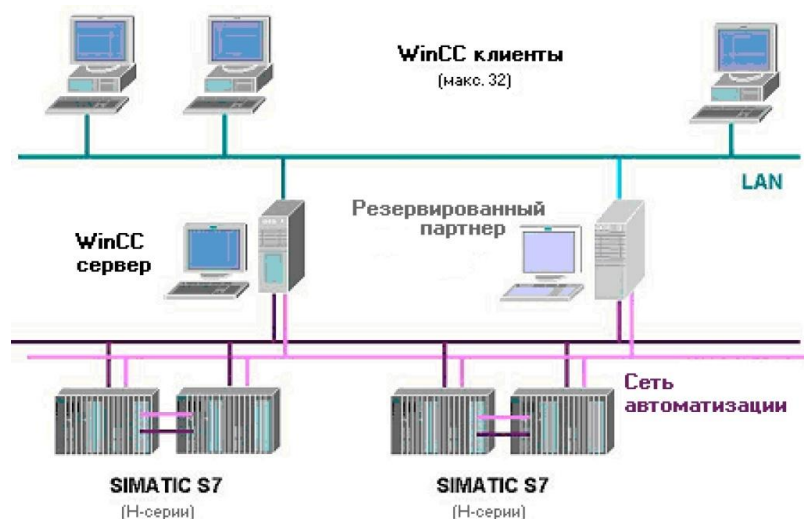 WinCC клиенты
(макс. 32)
LAN
Резервированный
партнер
WinCC
сервер
Сеть
автоматизации
SIMATIC S7
(Н-серии)
SIMATIC S7
(Н-серии)